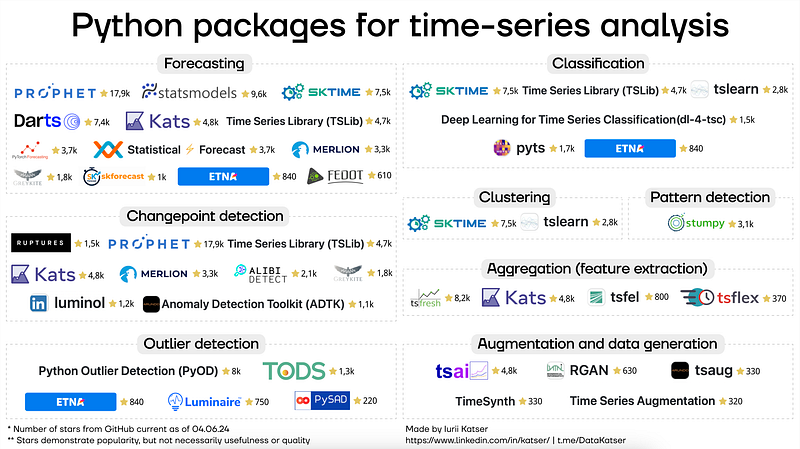 Python packages for time-series analysis
Forecasting
PROPHET 17,9k statsmodels 9,6k SKTIME 7,5k
Darts 7,4k Kats 4,8k Time Series Library (TSLib) 4,7k
PyTorch Forecasting 3,7k Statistical Forecast 3,7k MERLION 3,3k
GREYKITE 1,8k SK skforecast 1k ETNA 840 FEDOT 610
Changepoint detection
RUPTURES 1,5k PROPHET 17,9k Time Series Library (TSLib) 4,7k
Kats 4,8k MERLION 3,3k ALIBI DETECT 2,1k GREYKITE 1,8k
in luminol 1,2k Anomaly Detection Toolkit (ADTK) 1,1k
Outlier detection
Python Outlier Detection (PyOD) 8k TODS 1,3k
ETNA 840 Luminaire 750 PySAD 220
* Number of stars from GitHub current as of 04.06.24
** Stars demonstrate popularity, but not necessarily usefulness or quality
Classification
SKTIME 7,5k Time Series Library (TSLib) 4,7k tslearn 2,8k
Deep Learning for Time Series Classification(dl-4-tsc) 1,5k
pyts 1,7k ETNA 840
Clustering
SKTIME 7,5k tslearn 2,8k
Pattern detection
stumpy 3,1k
Aggregation (feature extraction)
tsfresh 8,2k Kats 4,8k tsfel 800 tsflex 370
Augmentation and data generation
tsai 4,8k RGAN 630 tsaug 330
TimeSynth 330 Time Series Augmentation 320
Made by Iurii Katser
https://www.linkedin.com/in/katser/ | t.me/DataKatser